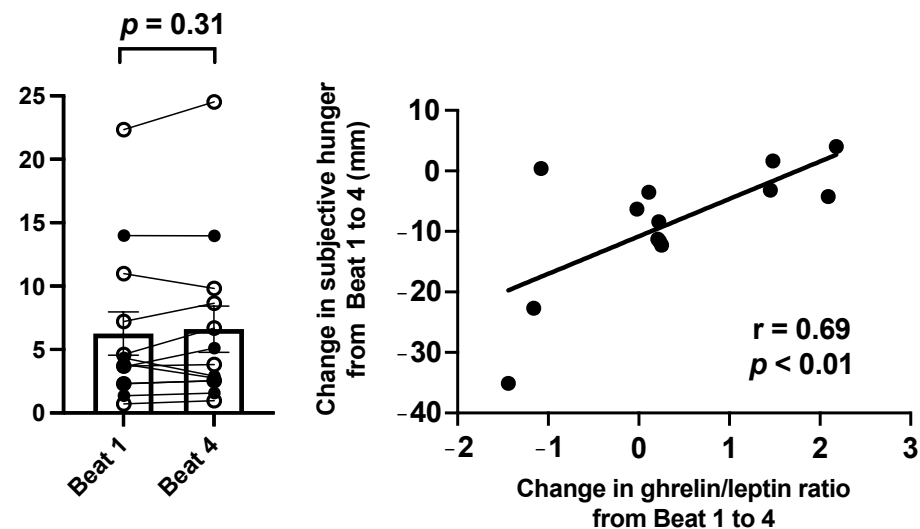 p = 0.31
25
20
15
10
5
0
Beat 1
Beat 4
Change in subjective hunger
from Beat 1 to 4 (mm)
10
0
−10
−20
−30
−40
r = 0.69
p < 0.01
−2
−1
0
1
2
3
Change in ghrelin/leptin ratio
from Beat 1 to 4